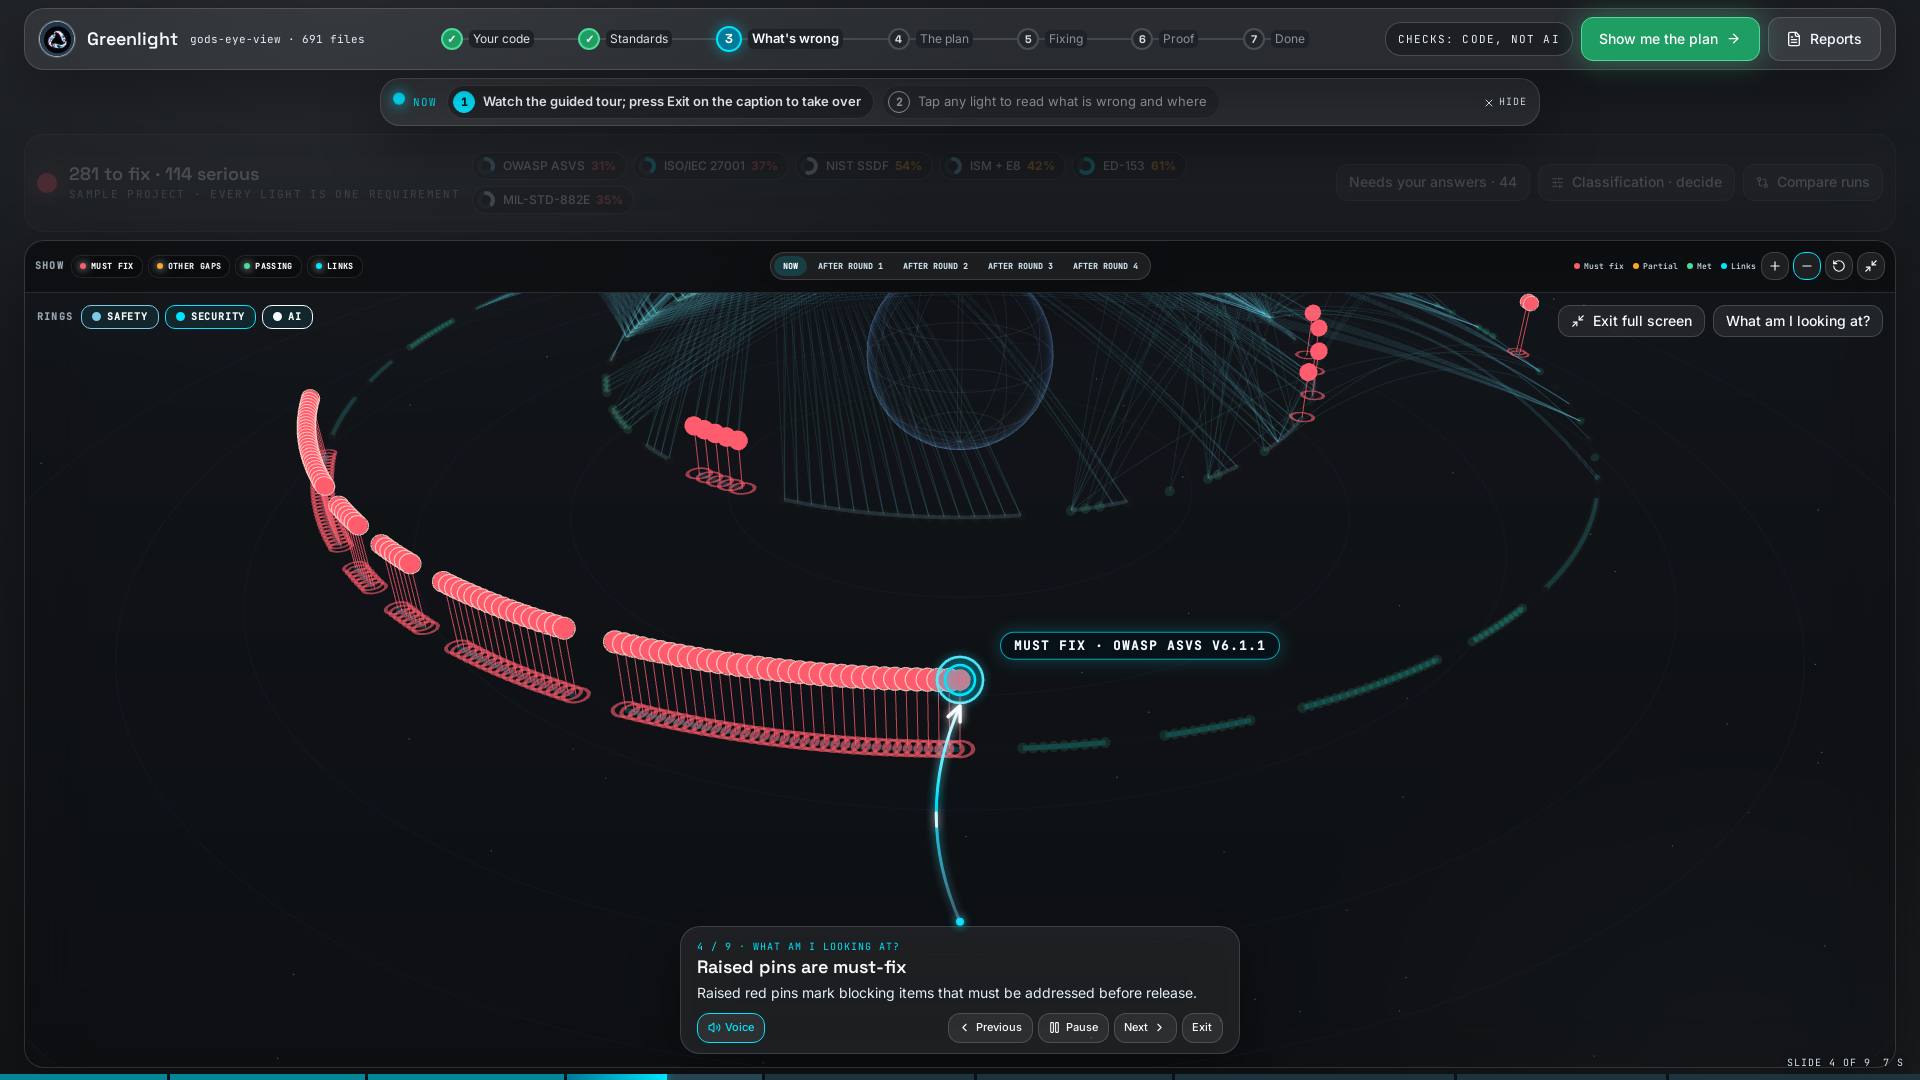 Greenlight gods-eye-view · 691 files
Your code
Standards
3 What's wrong
4 The plan
5 Fixing
6 Proof
7 Done
CHECKS: CODE, NOT AI
Show me the plan
Reports
NOW
1 Watch the guided tour; press Exit on the caption to take over
2 Tap any light to read what is wrong and where
HIDE
281 to fix · 114 serious
SAMPLE PROJECT · EVERY LIGHT IS ONE REQUIREMENT
OWASP ASVS 31%
ISO/IEC 27001 37%
NIST SSDF 54%
ISM + E8 42%
ED-153 61%
MIL-STD-882E 35%
Needs your answers · 44
Classification · decide
Compare runs
SHOW
MUST FIX
OTHER GAPS
PASSING
LINKS
NOW
AFTER ROUND 1
AFTER ROUND 2
AFTER ROUND 3
AFTER ROUND 4
Must fix
Partial
Met
Links
RINGS
SAFETY
SECURITY
AI
Exit full screen
What am I looking at?
MUST FIX · OWASP ASVS V6.1.1
4 / 9 · WHAT AM I LOOKING AT?
Raised pins are must-fix
Raised red pins mark blocking items that must be addressed before release.
Voice
Previous
Pause
Next
Exit
SLIDE 4 OF 9 7 S